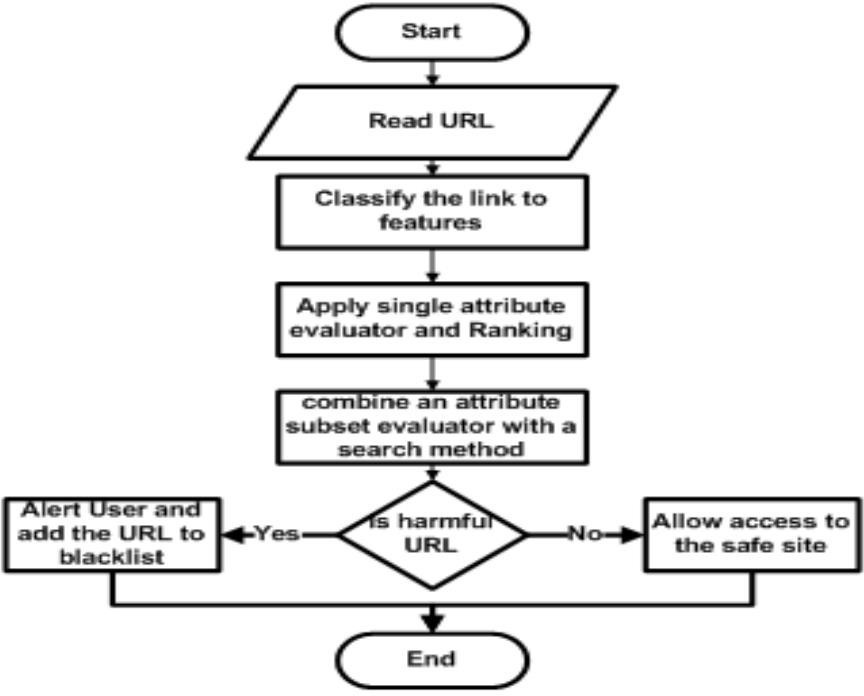 Start
Read URL
Classify the link to
features
Apply single attribute
evaluator and Ranking
combine an attribute
subset evaluator with a
search method
Alert User and
add the URL to
blacklist
Yes
Is harmful
URL
No
Allow access to
the safe site
End